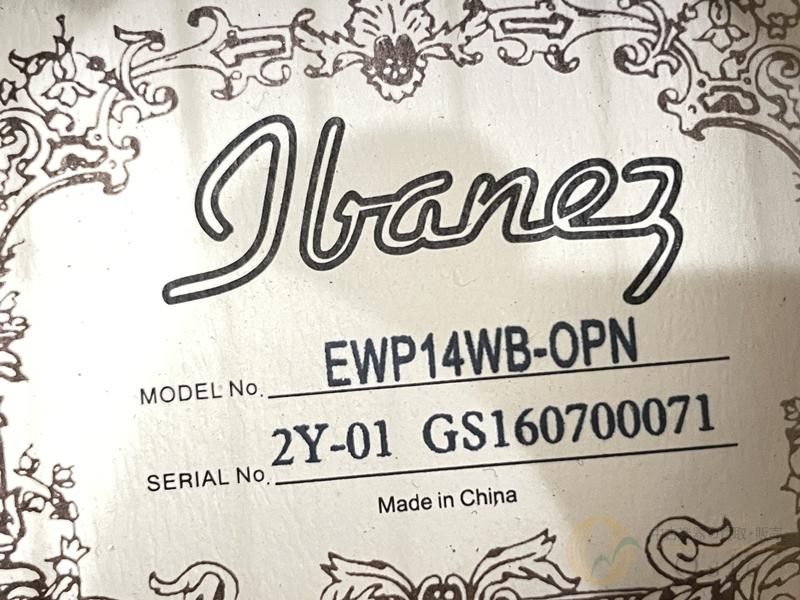 Ibanez
MODEL No. EWP14WB-OPN
SERIAL No. 2Y-01 GS160700071
Made in China